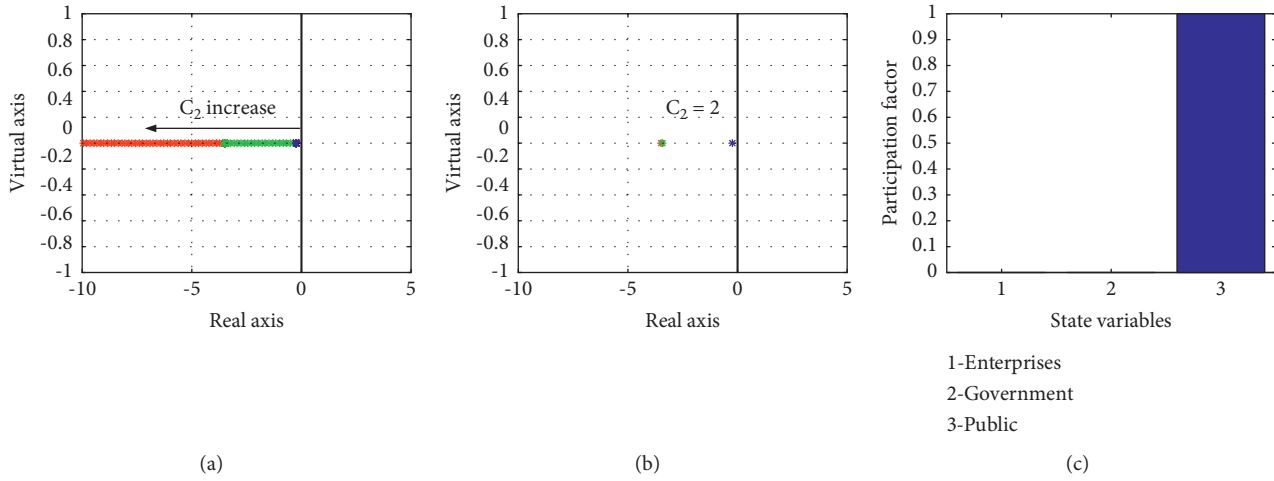 Virtual axis
1
0.8
0.6
0.4
0
-0.2
-0.4
-0.6
-0.8
-1
C2 increase
-10 -5 0 5
Real axis
(a)
Virtual axis
1
0.8
0.6
0.4
0
-0.2
-0.4
-0.6
-0.8
-1
C2 = 2
-10 -5 0 5
Real axis
(b)
Participation factor
1
0.9
0.8
0.7
0.6
0.5
0.4
0.3
0.2
0.1
0
1 2 3
State variables
1-Enterprises
2-Government
3-Public
(c)